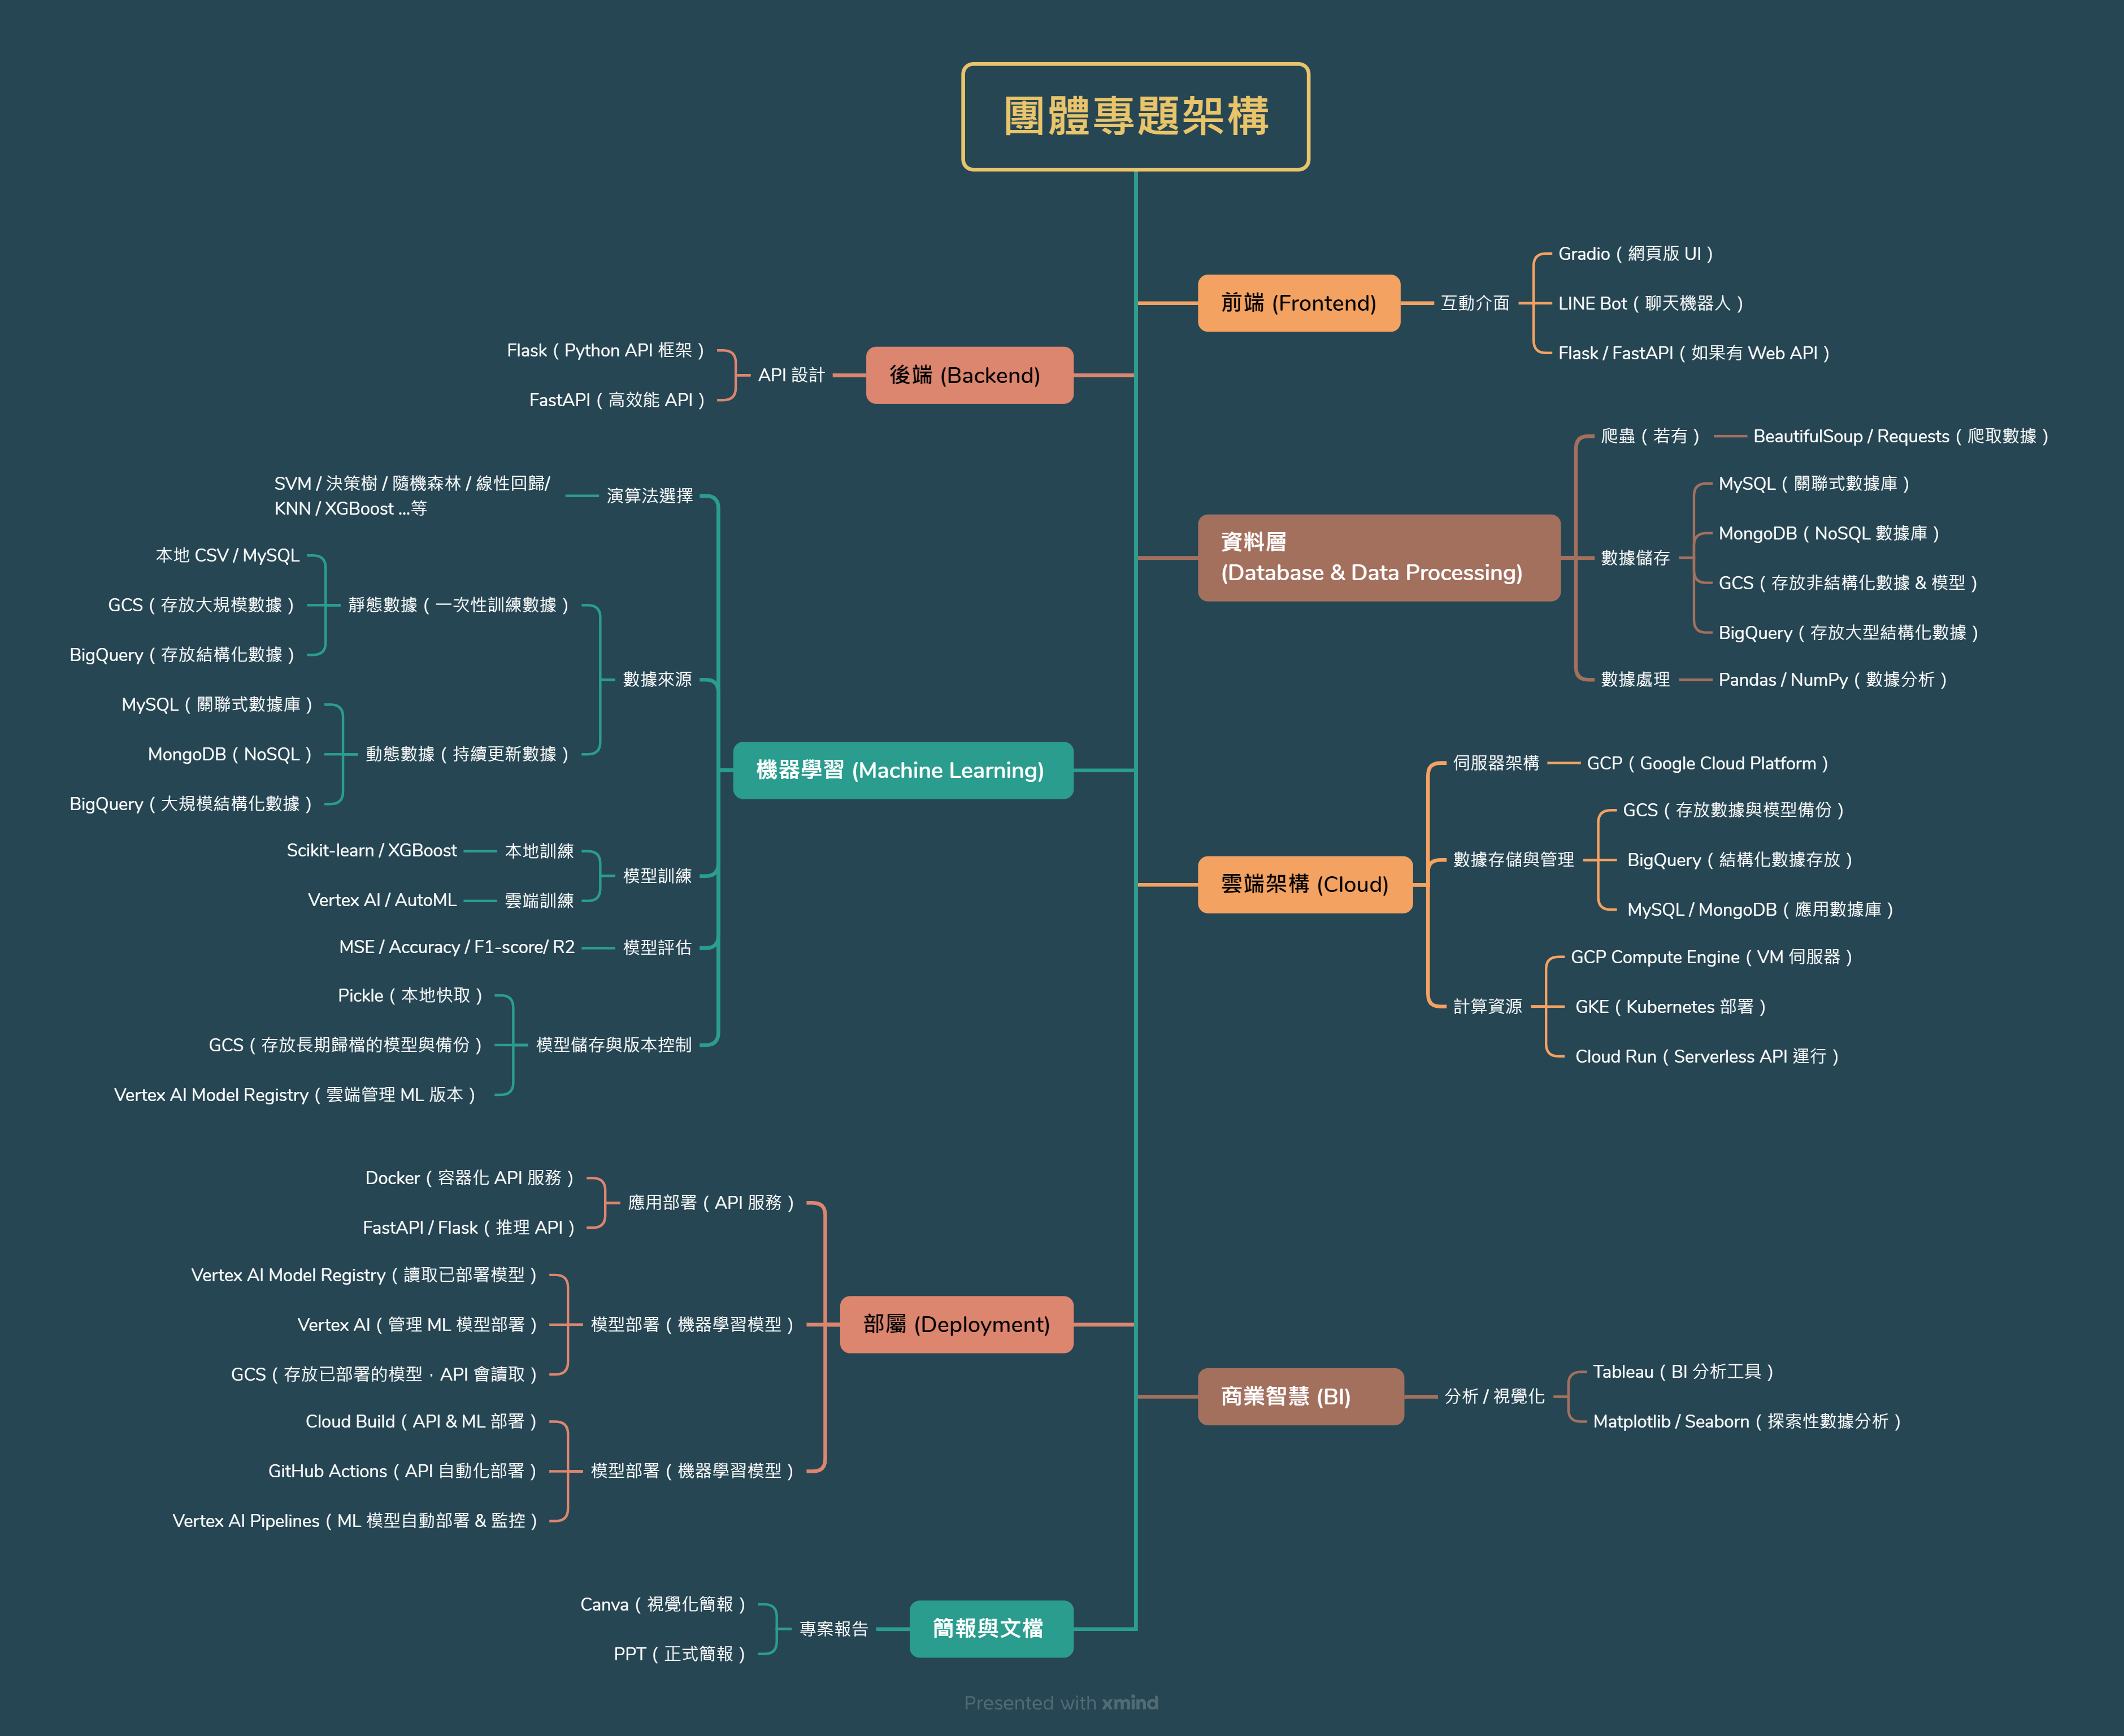 團體專題架構
前端 (Frontend)
互動介面
Gradio（網頁版 UI）
LINE Bot（聊天機器人）
Flask / FastAPI（如果有 Web API）
後端 (Backend)
API 設計
Flask（Python API 框架）
FastAPI（高效能 API）
資料層
(Database & Data Processing)
爬蟲（若有）
BeautifulSoup / Requests（爬取數據）
數據儲存
MySQL（關聯式數據庫）
MongoDB（NoSQL 數據庫）
GCS（存放非結構化數據 & 模型）
BigQuery（存放大型結構化數據）
數據處理
Pandas / NumPy（數據分析）
機器學習 (Machine Learning)
演算法選擇
SVM / 決策樹 / 隨機森林 / 線性回歸/
KNN / XGBoost ...等
數據來源
靜態數據（一次性訓練數據）
本地 CSV / MySQL
GCS（存放大規模數據）
BigQuery（存放結構化數據）
動態數據（持續更新數據）
MySQL（關聯式數據庫）
MongoDB（NoSQL）
BigQuery（大規模結構化數據）
模型訓練
本地訓練
Scikit-learn / XGBoost
雲端訓練
Vertex AI / AutoML
模型評估
MSE / Accuracy / F1-score/ R2
模型儲存與版本控制
Pickle（本地快取）
GCS（存放長期歸檔的模型與備份）
Vertex AI Model Registry（雲端管理 ML 版本）
雲端架構 (Cloud)
伺服器架構
GCP（Google Cloud Platform）
數據存儲與管理
GCS（存放數據與模型備份）
BigQuery（結構化數據存放）
MySQL / MongoDB（應用數據庫）
計算資源
GCP Compute Engine（VM 伺服器）
GKE（Kubernetes 部署）
Cloud Run（Serverless API 運行）
部屬 (Deployment)
應用部署（API 服務）
Docker（容器化 API 服務）
FastAPI / Flask（推理 API）
模型部署（機器學習模型）
Vertex AI Model Registry（讀取已部署模型）
Vertex AI（管理 ML 模型部署）
GCS（存放已部署的模型，API 會讀取）
模型部署（機器學習模型）
Cloud Build（API & ML 部署）
GitHub Actions（API 自動化部署）
Vertex AI Pipelines（ML 模型自動部署 & 監控）
商業智慧 (BI)
分析 / 視覺化
Tableau（BI 分析工具）
Matplotlib / Seaborn（探索性數據分析）
簡報與文檔
專案報告
Canva（視覺化簡報）
PPT（正式簡報）
Presented with xmind